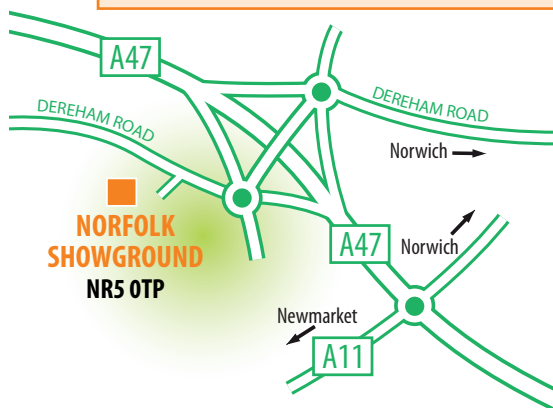 A47
DEREHAM ROAD
DEREHAM ROAD
Norwich
NORFOLK
SHOWGROUND
NR5 0TP
A47
Norwich
Newmarket
A11